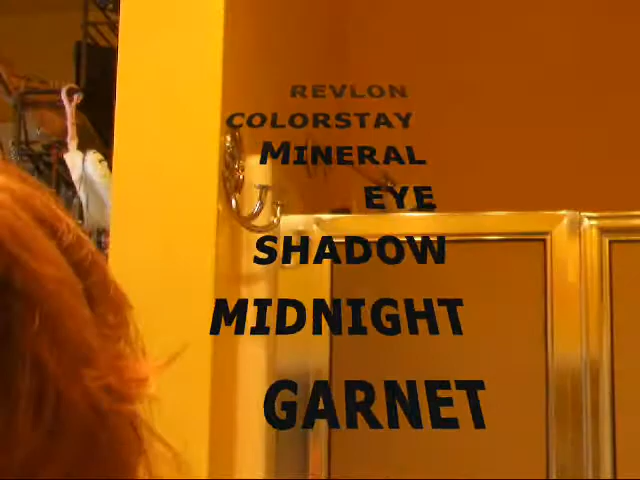 REVLON
COLORSTAY
MINERAL
EYE
SHADOW
MIDNIGHT
GARNET